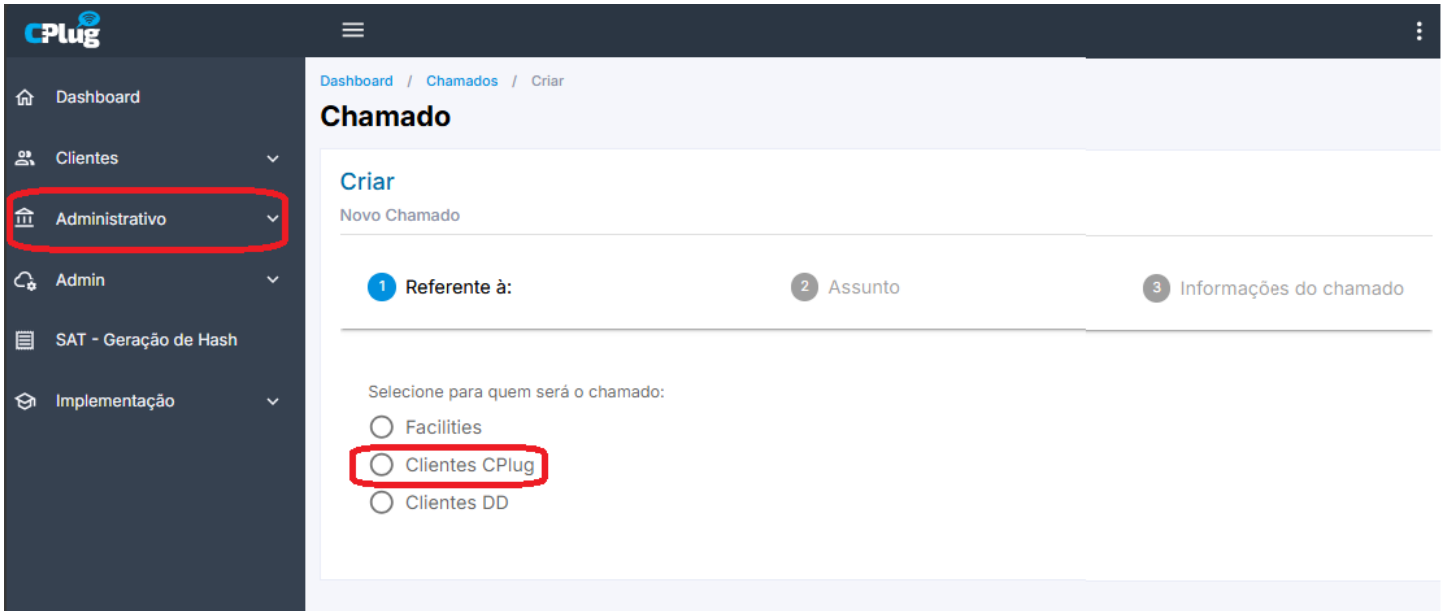 CPlug
Dashboard
Clientes
Administrativo
Admin
SAT - Geração de Hash
Implementação
Dashboard / Chamados / Criar
Chamado
Criar
Novo Chamado
1 Referente à: 2 Assunto 3 Informações do chamado
Selecione para quem será o chamado:
Facilities
Clientes CPlug
Clientes DD